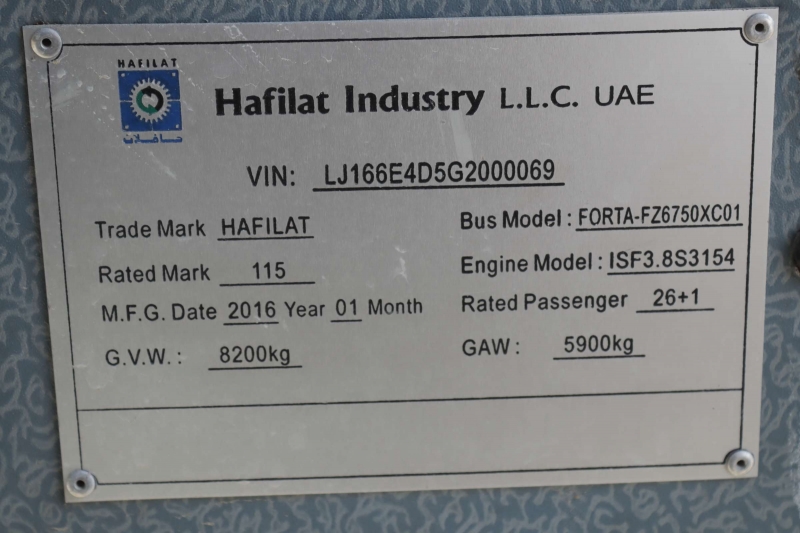 HAFILAT
حافلات
Hafilat Industry L.L.C. UAE
VIN: LJ166E4D5G2000069
Trade Mark HAFILAT
Bus Model : FORTA-FZ6750XC01
Rated Mark 115
Engine Model : ISF3.8S3154
M.F.G. Date 2016 Year 01 Month
Rated Passenger 26+1
G.V.W. : 8200kg
GAW : 5900kg